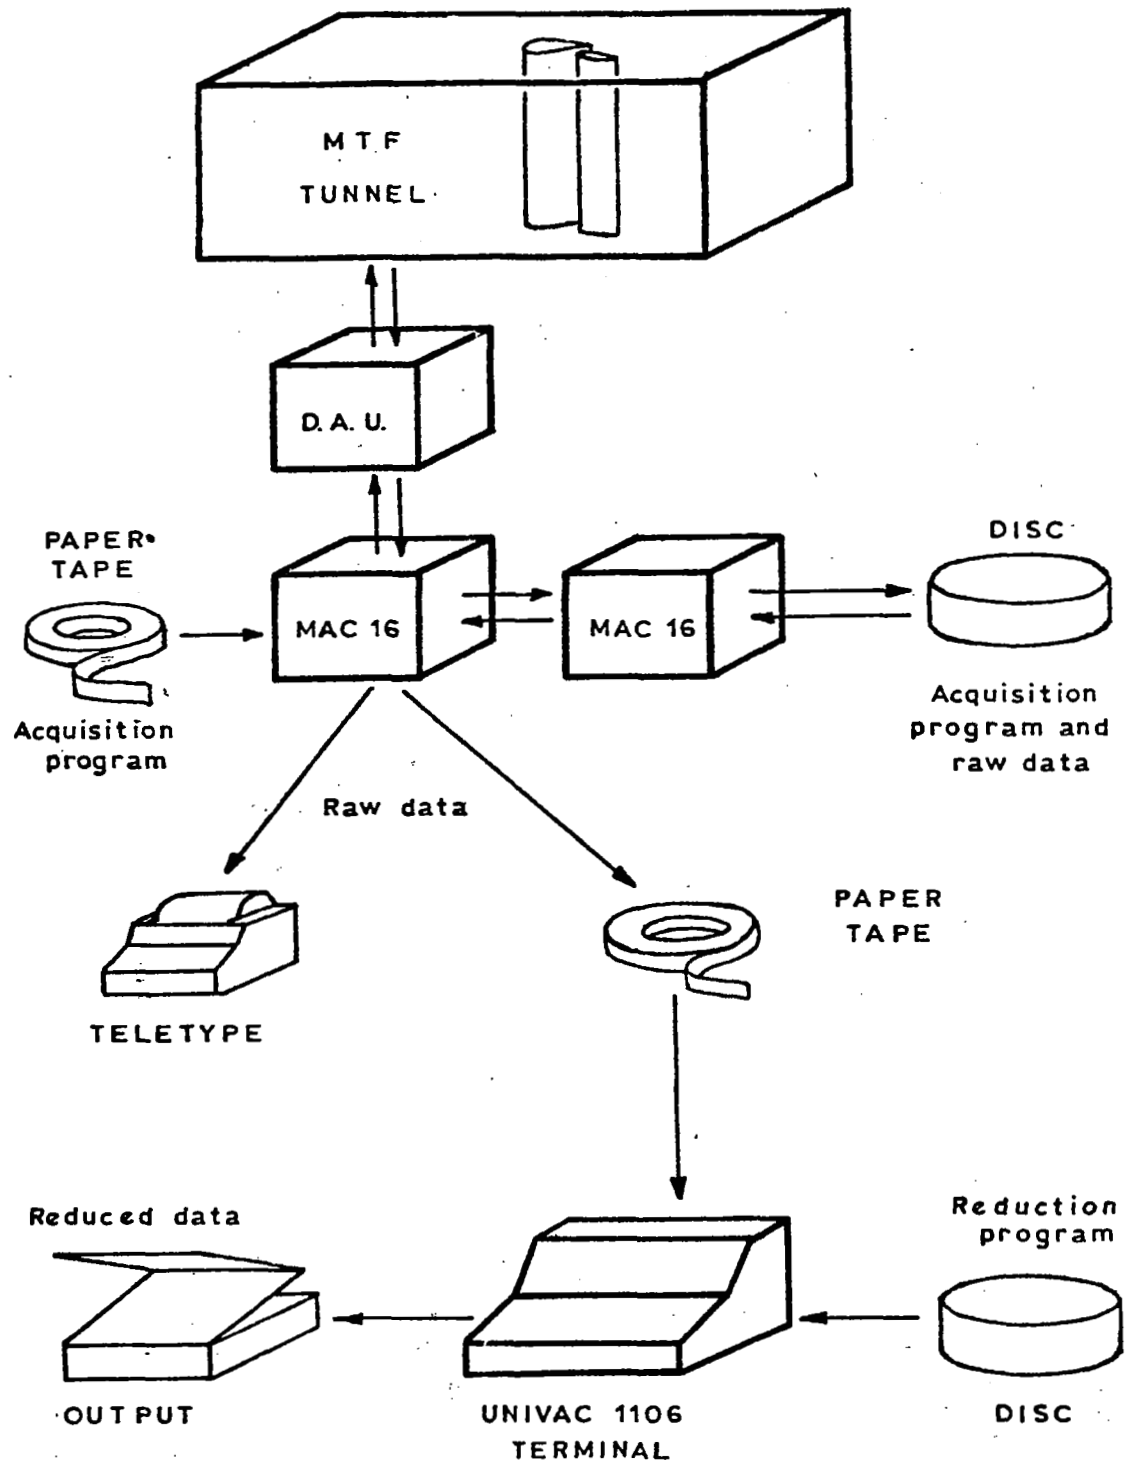 MTF
TUNNEL
D.A.U.
PAPER
TAPE
DISC
MAC 16
MAC 16
Acquisition
program
Acquisition
program and
raw data
Raw data
PAPER
TAPE
TELETYPE
Reduced data
Reduction
program
OUTPUT
UNIVAC 1106
TERMINAL
DISC